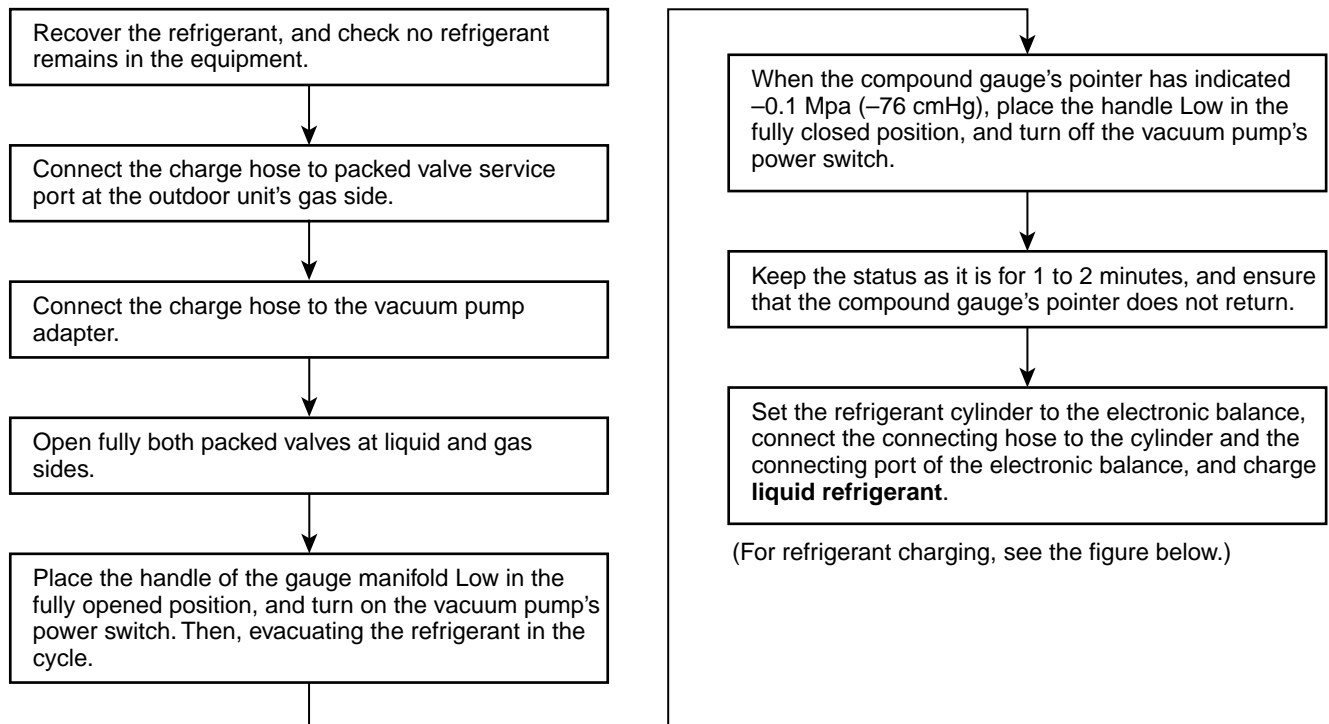 Recover the refrigerant, and check no refrigerant
remains in the equipment.
Connect the charge hose to packed valve service
port at the outdoor unit’s gas side.
Connect the charge hose to the vacuum pump
adapter.
Open fully both packed valves at liquid and gas
sides.
Place the handle of the gauge manifold Low in the
fully opened position, and turn on the vacuum pump’s
power switch. Then, evacuating the refrigerant in the
cycle.
When the compound gauge’s pointer has indicated
–0.1 Mpa (–76 cmHg), place the handle Low in the
fully closed position, and turn off the vacuum pump’s
power switch.
Keep the status as it is for 1 to 2 minutes, and ensure
that the compound gauge’s pointer does not return.
Set the refrigerant cylinder to the electronic balance,
connect the connecting hose to the cylinder and the
connecting port of the electronic balance, and charge
liquid refrigerant.
(For refrigerant charging, see the figure below.)